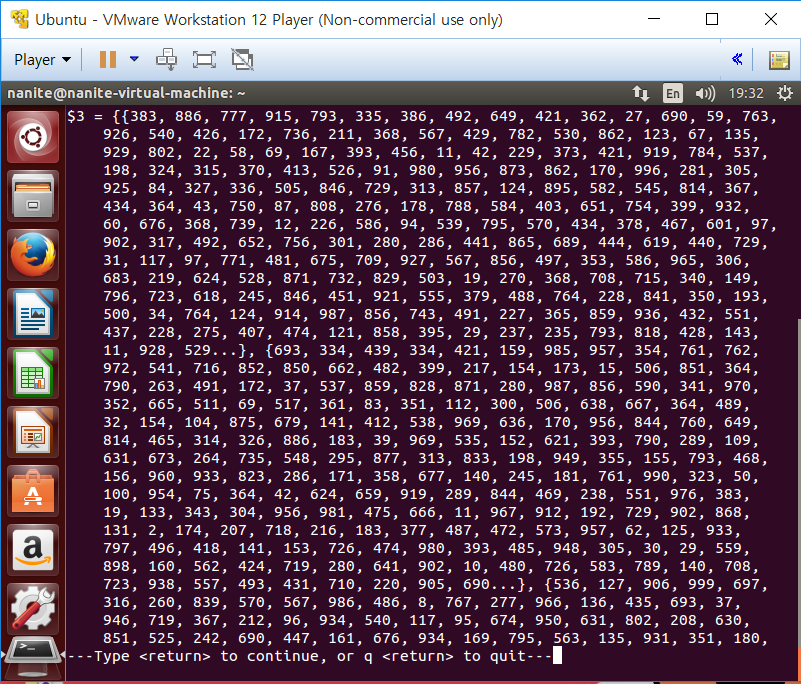 Ubuntu - VMware Workstation 12 Player (Non-commercial use only)
Player
nanite@nanite-virtual-machine: ~
En
19:32
$3 = {{383, 886, 777, 915, 793, 335, 386, 492, 649, 421, 362, 27, 690, 59, 763,
926, 540, 426, 172, 736, 211, 368, 567, 429, 782, 530, 862, 123, 67, 135,
929, 802, 22, 58, 69, 167, 393, 456, 11, 42, 229, 373, 421, 919, 784, 537,
198, 324, 315, 370, 413, 526, 91, 980, 956, 873, 862, 170, 996, 281, 305,
925, 84, 327, 336, 505, 846, 729, 313, 857, 124, 895, 582, 545, 814, 367,
434, 364, 43, 750, 87, 808, 276, 178, 788, 584, 403, 651, 754, 399, 932,
60, 676, 368, 739, 12, 226, 586, 94, 539, 795, 570, 434, 378, 467, 601, 97,
902, 317, 492, 652, 756, 301, 280, 286, 441, 865, 689, 444, 619, 440, 729,
31, 117, 97, 771, 481, 675, 709, 927, 567, 856, 497, 353, 586, 965, 306,
683, 219, 624, 528, 871, 732, 829, 503, 19, 270, 368, 708, 715, 340, 149,
796, 723, 618, 245, 846, 451, 921, 555, 379, 488, 764, 228, 841, 350, 193,
500, 34, 764, 124, 914, 987, 856, 743, 491, 227, 365, 859, 936, 432, 551,
437, 228, 275, 407, 474, 121, 858, 395, 29, 237, 235, 793, 818, 428, 143,
11, 928, 529...}, {693, 334, 439, 334, 421, 159, 985, 957, 354, 761, 762,
972, 541, 716, 852, 850, 662, 482, 399, 217, 154, 173, 15, 506, 851, 364,
790, 263, 491, 172, 37, 537, 859, 828, 871, 280, 987, 856, 590, 341, 970,
352, 665, 511, 69, 517, 361, 83, 351, 112, 300, 506, 638, 667, 364, 489,
32, 154, 104, 875, 679, 141, 412, 538, 969, 636, 170, 956, 844, 760, 649,
814, 465, 314, 326, 886, 183, 39, 969, 535, 152, 621, 393, 790, 289, 109,
631, 673, 264, 735, 548, 295, 877, 313, 833, 198, 949, 355, 155, 793, 468,
156, 960, 933, 823, 286, 171, 358, 677, 140, 245, 181, 761, 990, 323, 50,
100, 954, 75, 364, 42, 624, 659, 919, 289, 844, 469, 238, 551, 976, 383,
19, 133, 343, 304, 956, 981, 475, 666, 11, 967, 912, 192, 729, 902, 868,
131, 2, 174, 207, 718, 216, 183, 377, 487, 472, 573, 957, 62, 125, 933,
797, 496, 418, 141, 153, 726, 474, 980, 393, 485, 948, 305, 30, 29, 559,
898, 160, 562, 424, 719, 280, 641, 902, 10, 480, 726, 583, 789, 140, 708,
723, 938, 557, 493, 431, 710, 220, 905, 690...}, {536, 127, 906, 999, 697,
316, 260, 839, 570, 567, 986, 486, 8, 767, 277, 966, 136, 435, 693, 37,
946, 719, 367, 212, 96, 934, 540, 117, 95, 674, 950, 631, 802, 208, 630,
851, 525, 242, 690, 447, 161, 676, 934, 169, 795, 563, 135, 931, 351, 180,
---Type <return> to continue, or q <return> to quit---